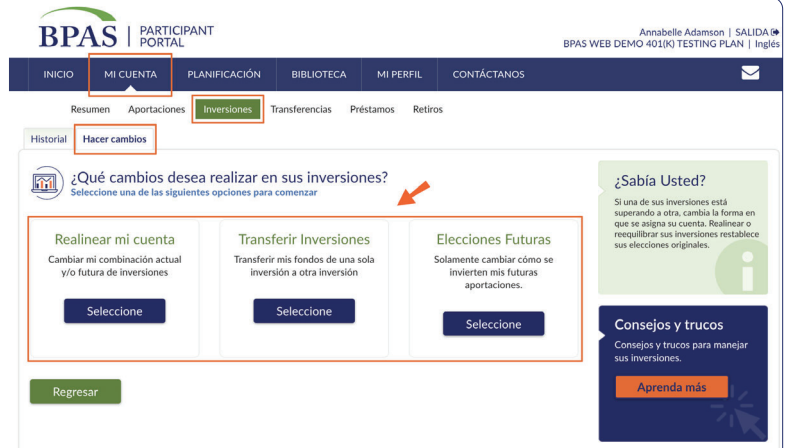 BPAS | PARTICIPANT
PORTAL
Annabelle Adamson | SALIDA
BPAS WEB DEMO 401(K) TESTING PLAN | Inglés
INICIO MI CUENTA PLANIFICACIÓN BIBLIOTECA MI PERFIL CONTÁCTANOS
Resumen Aportaciones Inversiones Transferencias Préstamos Retiros
Historial Hacer cambios
¿Qué cambios desea realizar en sus inversiones?
Seleccione una de las siguientes opciones para comenzar
Realinear mi cuenta
Cambiar mi combinación actual
y/o futura de inversiones
Seleccione
Transferir Inversiones
Transferir mis fondos de una sola
inversión a otra inversión
Seleccione
Elecciones Futuras
Solamente cambiar cómo se
invierten mis futuras
aportaciones.
Seleccione
Regresar
¿Sabía Usted?
Si una de sus inversiones está
superando a otra, cambia la forma en
que se asigna su cuenta. Realinear o
reequilibrar sus inversiones restablece
sus elecciones originales.
Consejos y trucos
Consejos y trucos para manejar
sus inversiones.
Aprenda más